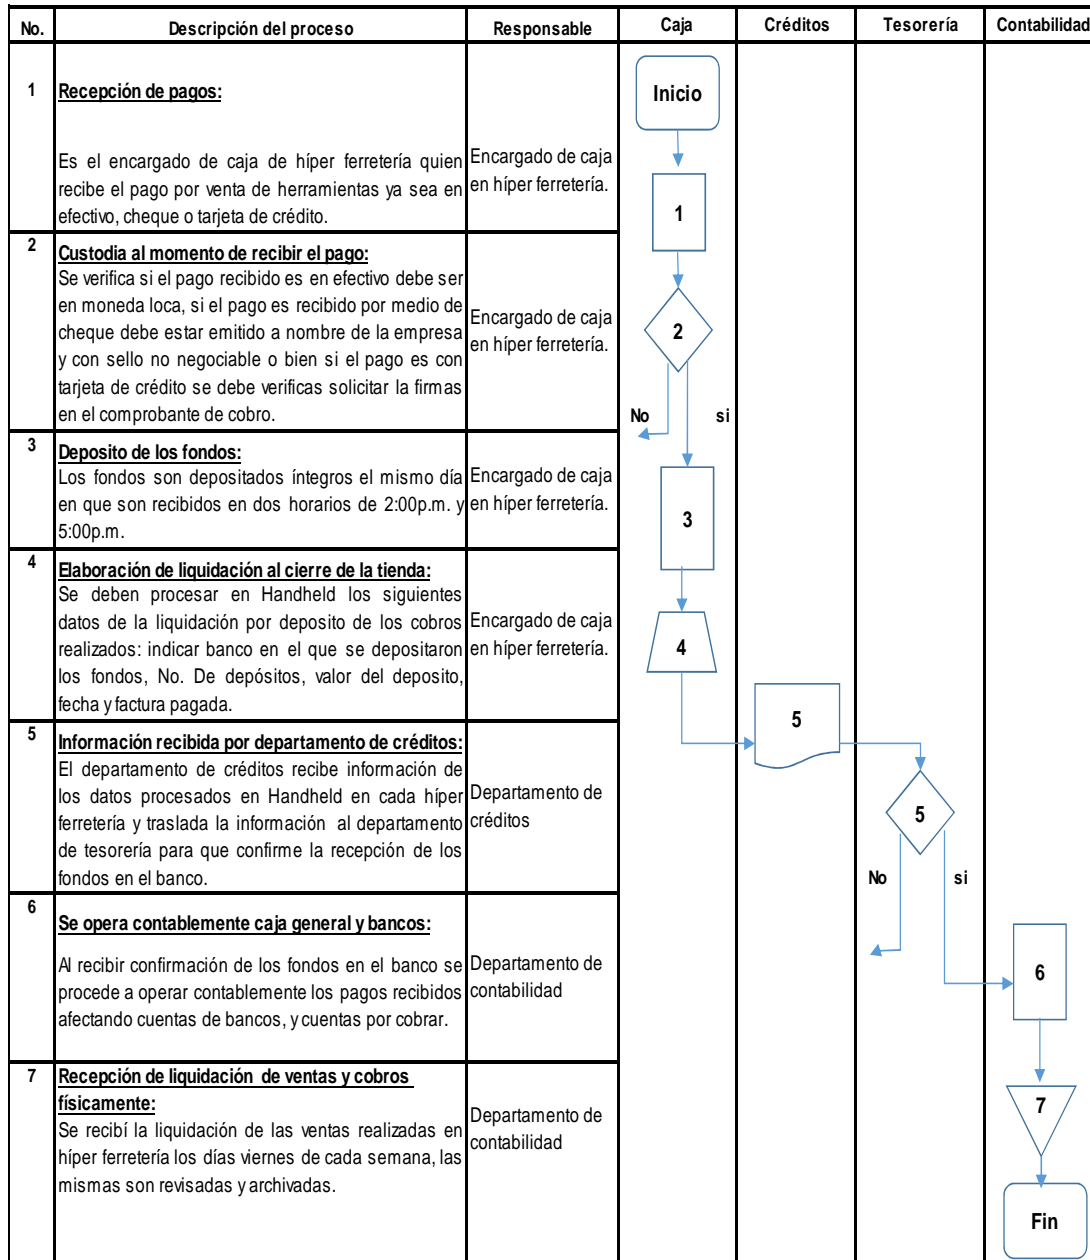 No. Descripción del proceso Responsable Caja Créditos Tesorería Contabilidad
1 Recepción de pagos:
Es el encargado de caja de híper ferretería quien
recibe el pago por venta de herramientas ya sea en
efectivo, cheque o tarjeta de crédito.
Encargado de caja
en híper ferretería.
Inicio
1
2 Custodia al momento de recibir el pago:
Se verifica si el pago recibido es en efectivo debe ser
en moneda loca, si el pago es recibido por medio de
cheque debe estar emitido a nombre de la empresa
y con sello no negociable o bien si el pago es con
tarjeta de crédito se debe verificas solicitar la firmas
en el comprobante de cobro.
Encargado de caja
en híper ferretería.
2
No si
3 Deposito de los fondos:
Los fondos son depositados íntegros el mismo día
en que son recibidos en dos horarios de 2:00p.m. y
5:00p.m.
Encargado de caja
en híper ferretería.
3
4 Elaboración de liquidación al cierre de la tienda:
Se deben procesar en Handheld los siguientes
datos de la liquidación por deposito de los cobros
realizados: indicar banco en el que se depositaron
los fondos, No. De depósitos, valor del deposito,
fecha y factura pagada.
Encargado de caja
en híper ferretería.
4
5 Información recibida por departamento de créditos:
El departamento de créditos recibe información de
los datos procesados en Handheld en cada híper
ferretería y traslada la información al departamento
de tesorería para que confirme la recepción de los
fondos en el banco.
Departamento de
créditos
5
5
No si
6 Se opera contablemente caja general y bancos:
Al recibir confirmación de los fondos en el banco se
procede a operar contablemente los pagos recibidos
afectando cuentas de bancos, y cuentas por cobrar.
Departamento de
contabilidad
6
7 Recepción de liquidación de ventas y cobros
físicamente:
Se recibí la liquidación de las ventas realizadas en
híper ferretería los días viernes de cada semana, las
mismas son revisadas y archivadas.
Departamento de
contabilidad
7
Fin